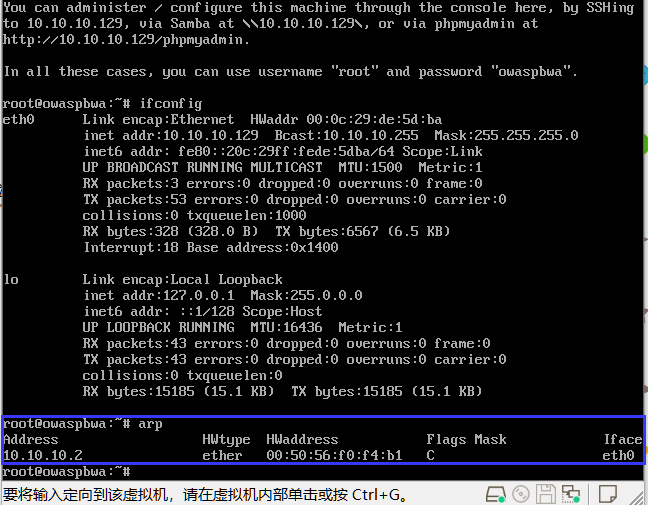 You can administer / configure this machine through the console here, by SSHing
to 10.10.10.129, via Samba at \\10.10.10.129\, or via phpmyadmin at
http://10.10.10.129/phpmyadmin.
In all these cases, you can use username "root" and password "owaspbwa".
root@owaspbwa:~# ifconfig
eth0 Link encap:Ethernet HWaddr 00:0c:29:de:5d:ba
inet addr:10.10.10.129 Bcast:10.10.10.255 Mask:255.255.255.0
inet6 addr: fe80::20c:29ff:fede:5dba/64 Scope:Link
UP BROADCAST RUNNING MULTICAST MTU:1500 Metric:1
RX packets:3 errors:0 dropped:0 overruns:0 frame:0
TX packets:53 errors:0 dropped:0 overruns:0 carrier:0
collisions:0 txqueuelen:1000
RX bytes:328 (328.0 B) TX bytes:6567 (6.5 KB)
Interrupt:18 Base address:0x1400
lo Link encap:Local Loopback
inet addr:127.0.0.1 Mask:255.0.0.0
inet6 addr: ::1/128 Scope:Host
UP LOOPBACK RUNNING MTU:16436 Metric:1
RX packets:43 errors:0 dropped:0 overruns:0 frame:0
TX packets:43 errors:0 dropped:0 overruns:0 carrier:0
collisions:0 txqueuelen:0
RX bytes:15185 (15.1 KB) TX bytes:15185 (15.1 KB)
root@owaspbwa:~# arp
Address HWtype HWaddress Flags Mask Iface
10.10.10.2 ether 00:50:56:f0:f4:b1 C eth0
root@owaspbwa:~#
要将输入定向到该虚拟机，请在虚拟机内部单击或按 Ctrl+G。